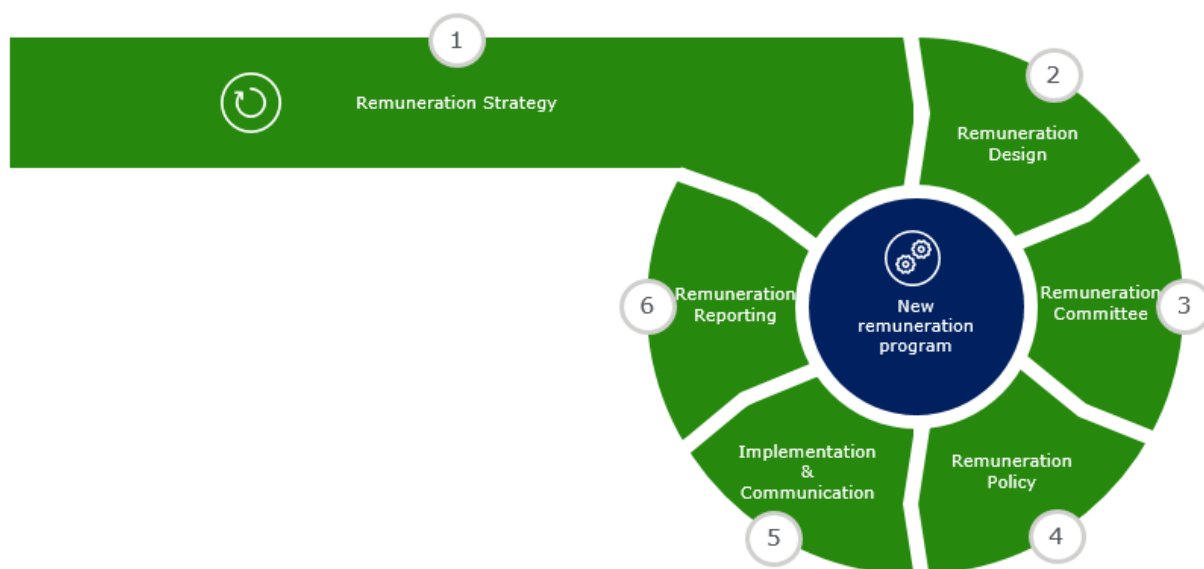 1
Remuneration Strategy
2
Remuneration
Design
3
Remuneration
Committee
4
Remuneration
Policy
5
Implementation
&
Communication
6
Remuneration
Reporting
New
remuneration
program